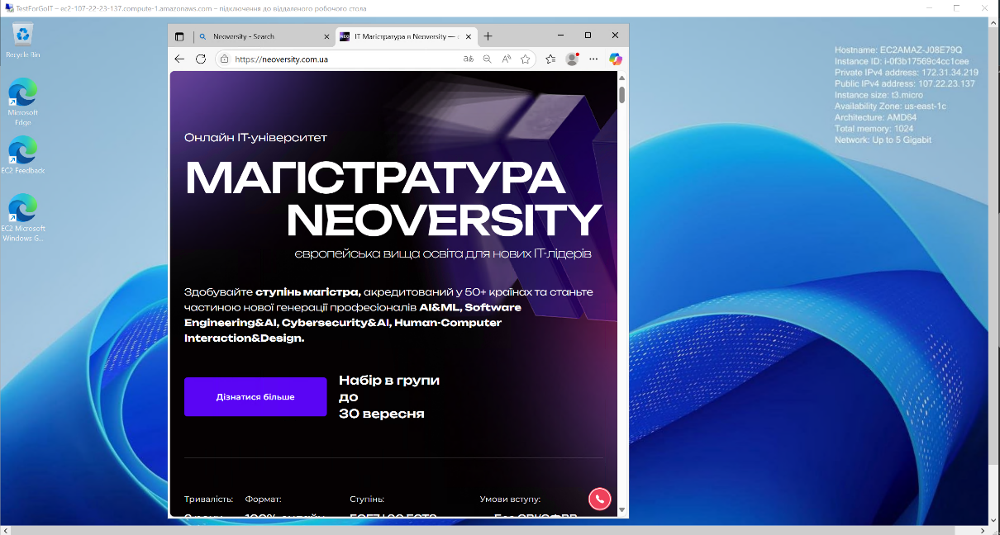 TestForGoIT – ec2-107-22-23-137.compute-1.amazonaws.com – підключення до віддаленого робочого стола
Recycle Bin
Microsoft
Edge
EC2 Feedback
EC2 Microsoft
Windows G...
Neoversity - Search
IT Магістратура в Neoversity — є
https://neoversity.com.ua
Онлайн IT-університет
МАГІСТРАТУРА
NEOVERSITY
європейська вища освіта для нових IT-лідерів
Здобувайте ступінь магістра, акредитований у 50+ країнах та станьте
частиною нової генерації професіоналів AI&ML, Software
Engineering&AI, Cybersecurity&AI, Human-Computer
Interaction&Design.
Дізнатися більше
Набір в групи
до
30 вересня
Тривалість:
Формат:
Ступінь:
Умови вступу:
Hostname: EC2AMAZ-J08E79Q
Instance ID: i-0f3b17569c4cc1cee
Private IPv4 address: 172.31.34.219
Public IPv4 address: 107.22.23.137
Instance size: t3.micro
Availability Zone: us-east-1c
Architecture: AMD64
Total memory: 1024
Network: Up to 5 Gigabit